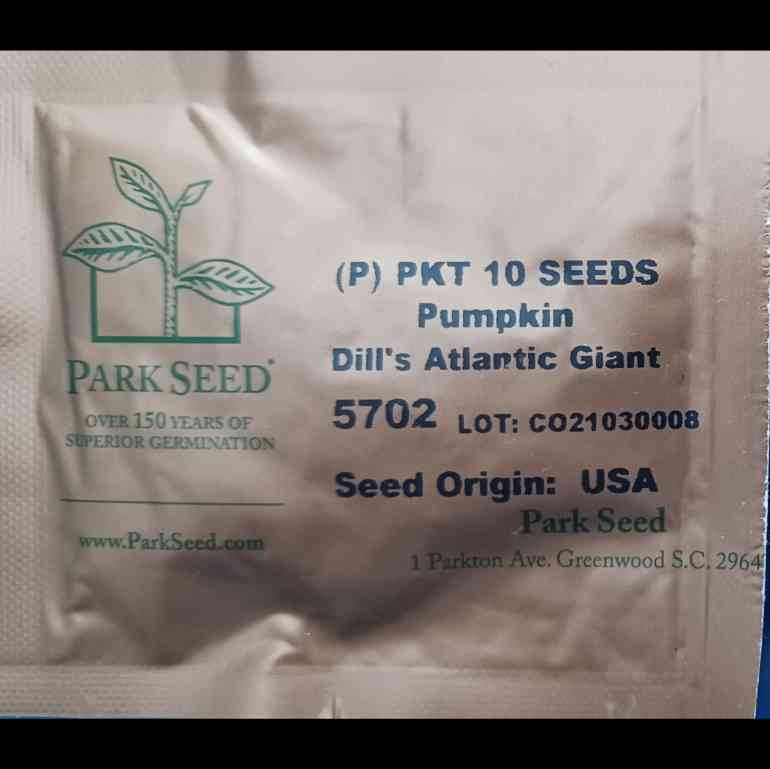 PARK SEED®
OVER 150 YEARS OF
SUPERIOR GERMINATION
www.ParkSeed.com
(P) PKT 10 SEEDS
Pumpkin
Dill's Atlantic Giant
5702 LOT: CO21030008
Seed Origin: USA
Park Seed
1 Parkton Ave. Greenwood S.C. 2964